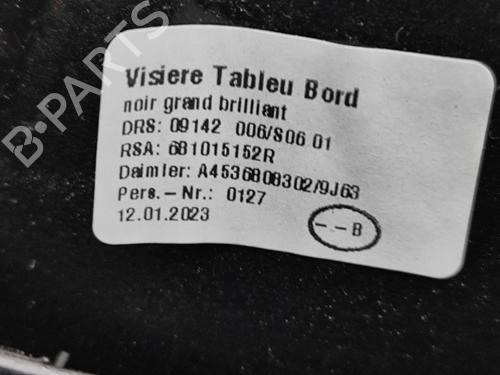 B-PARTS
Visiere Tableu Bord
noir grand brilliant
DRS: 09142 006/S06 01
RSA: 681015152R
Daimler: A4536808302/9J63
Pers.-Nr.: 0127
12.01.2023
-.-B